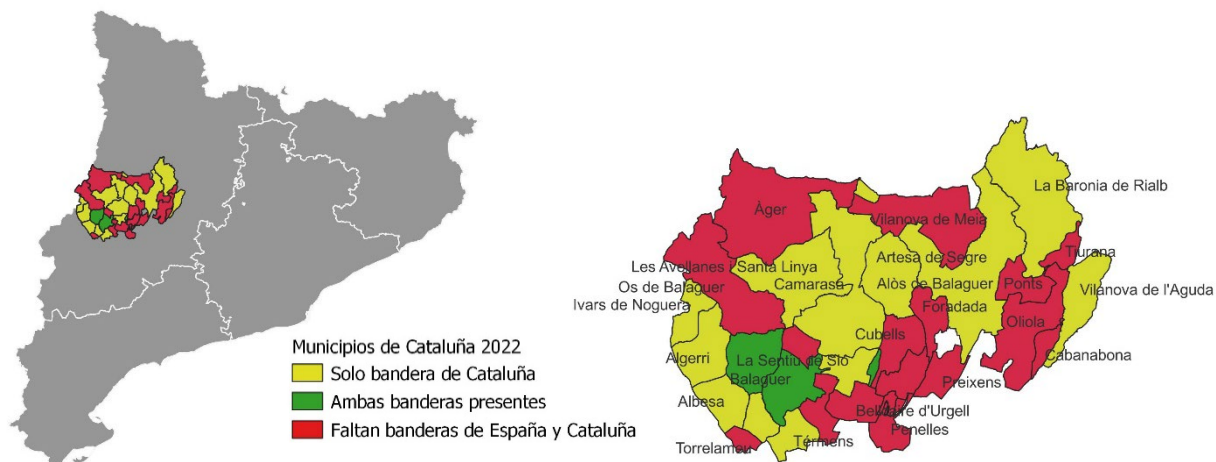 Municipios de Cataluña 2022
Solo bandera de Cataluña
Ambas banderas presentes
Faltan banderas de España y Cataluña
La Baronia de Rialb
Àger
Vilanova de Meià
Tiurana
Artesa de Segre
Les Avellanes i Santa Linya
Camarasa
Alòs de Balaguer
Ponts
Os de Balaguer
Vilanova de l'Aguda
Ivars de Noguera
Foradada
Oliola
Cubells
Algerri
La Sentiu de Sió
Cabanabona
Balaguer
Preixens
Albesa
Bellcaire d'Urgell
Penelles
Térmens
Torrelameu